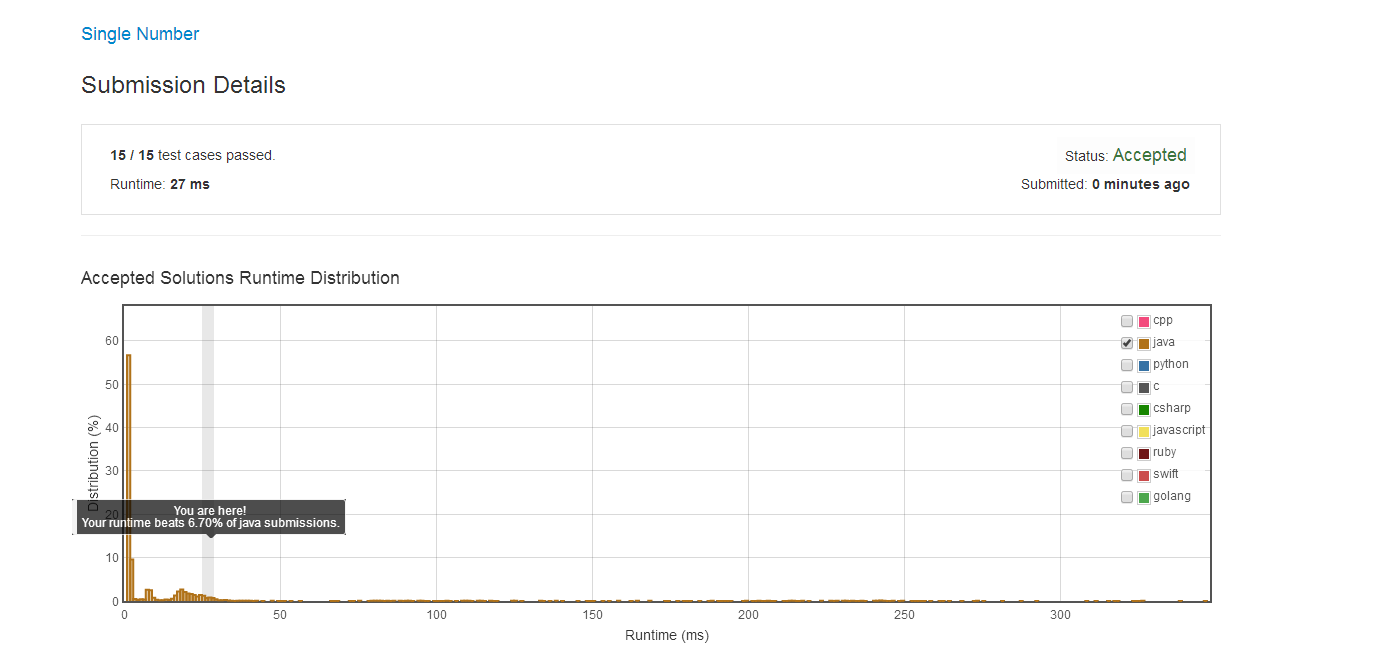 Single Number
Submission Details
15 / 15 test cases passed.
Status: Accepted
Runtime: 27 ms
Submitted: 0 minutes ago
Accepted Solutions Runtime Distribution
cpp
java
python
c
csharp
javascript
ruby
swift
golang
60
50
40
30
20
10
0
Distribution (%)
You are here!
Your runtime beats 6.70% of java submissions.
0 50 100 150 200 250 300
Runtime (ms)